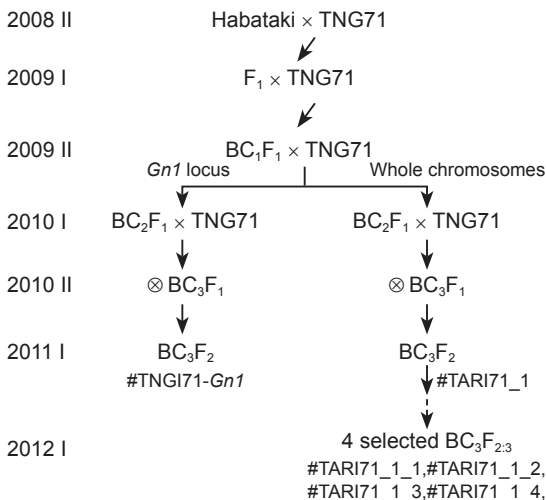 2008 II Habataki × TNG71
2009 I F₁ × TNG71
2009 II BC₁F₁ × TNG71
Gn1 locus Whole chromosomes
2010 I BC₂F₁ × TNG71 BC₂F₁ × TNG71
2010 II ⊗ BC₃F₁ ⊗ BC₃F₁
2011 I BC₃F₂ BC₃F₂
#TNGI71-Gn1 #TARI71_1
2012 I 4 selected BC₃F₂:₃
#TARI71_1_1,#TARI71_1_2,
#TARI71_1_3,#TARI71_1_4,